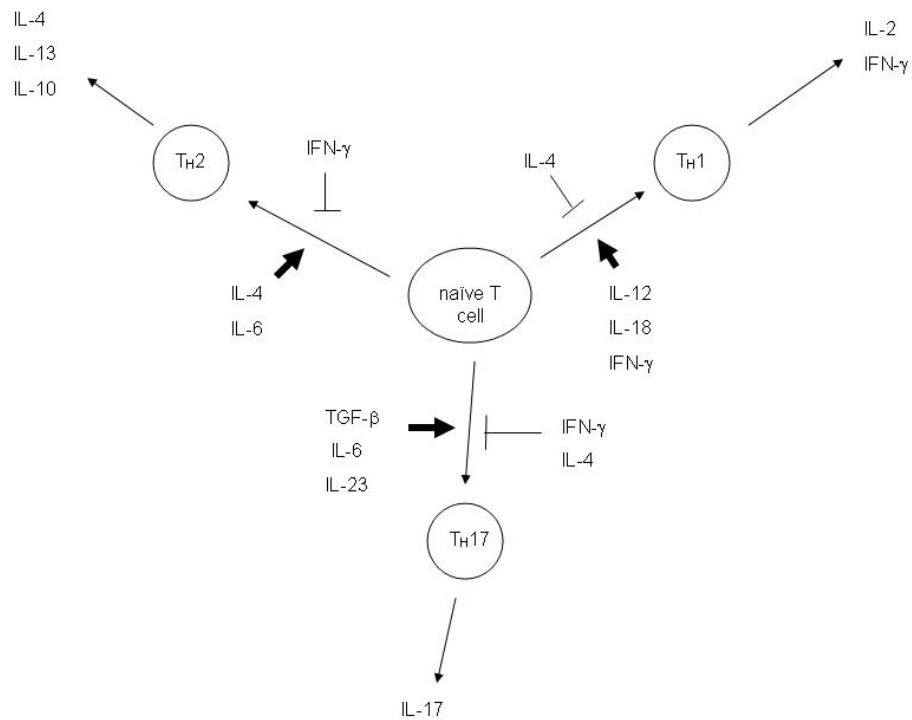 IL-4
IL-13
IL-10
IL-2
IFN-γ
TH2
IFN-γ
IL-4
TH1
naïve T
cell
IL-4
IL-6
IL-12
IL-18
IFN-γ
TGF-β
IL-6
IL-23
IFN-γ
IL-4
TH17
IL-17